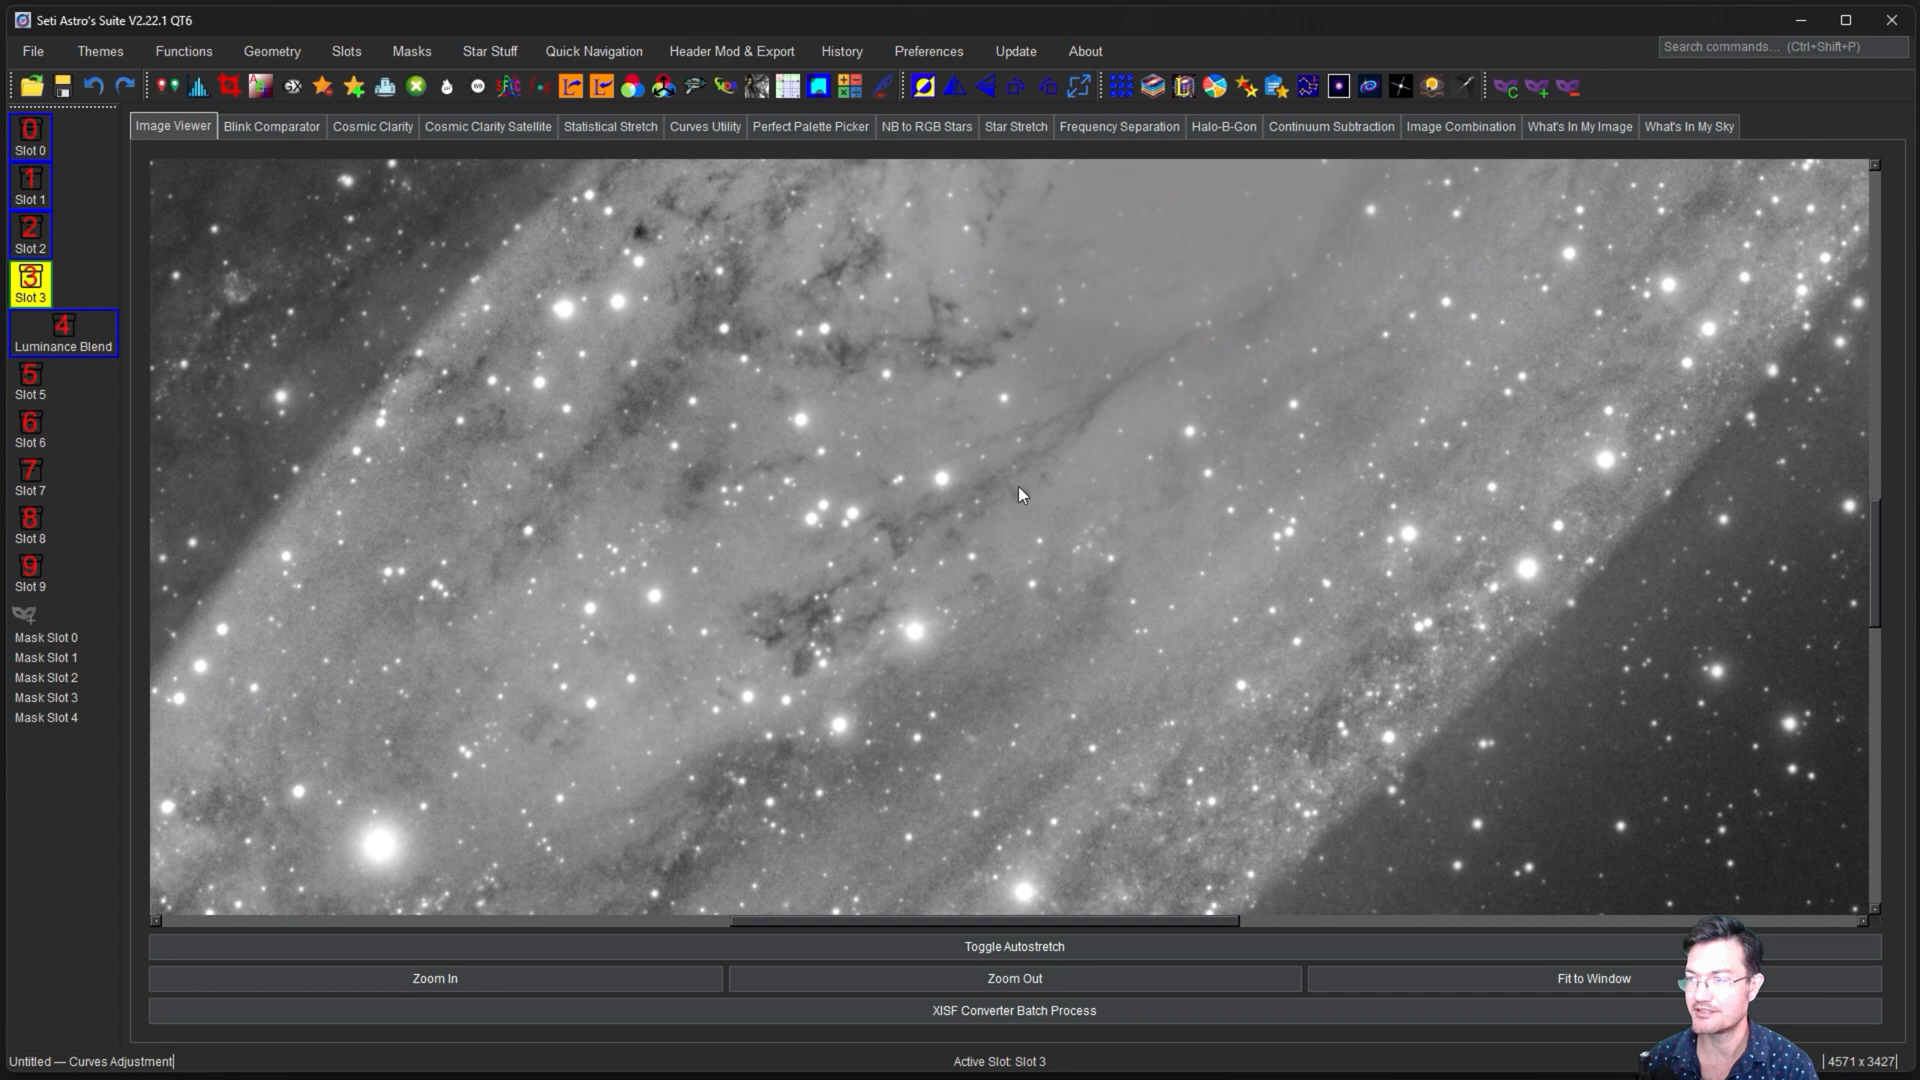 Seti Astro's Suite V2.22.1 QT6
File Themes Functions Geometry Slots Masks Star Stuff Quick Navigation Header Mod & Export History Preferences Update About
Search commands... (Ctrl+Shift+P)
Image Viewer Blink Comparator Cosmic Clarity Cosmic Clarity Satellite Statistical Stretch Curves Utility Perfect Palette Picker NB to RGB Stars Star Stretch Frequency Separation Halo-B-Gon Continuum Subtraction Image Combination What's In My Image What's In My Sky
0
Slot 0
1
Slot 1
2
Slot 2
3
Slot 3
4
Luminance Blend
5
Slot 5
6
Slot 6
7
Slot 7
8
Slot 8
9
Slot 9
Mask Slot 0
Mask Slot 1
Mask Slot 2
Mask Slot 3
Mask Slot 4
Toggle Autostretch
Zoom In Zoom Out Fit to Window
XISF Converter Batch Process
Untitled — Curves Adjustment
Active Slot: Slot 3
4571 x 3427